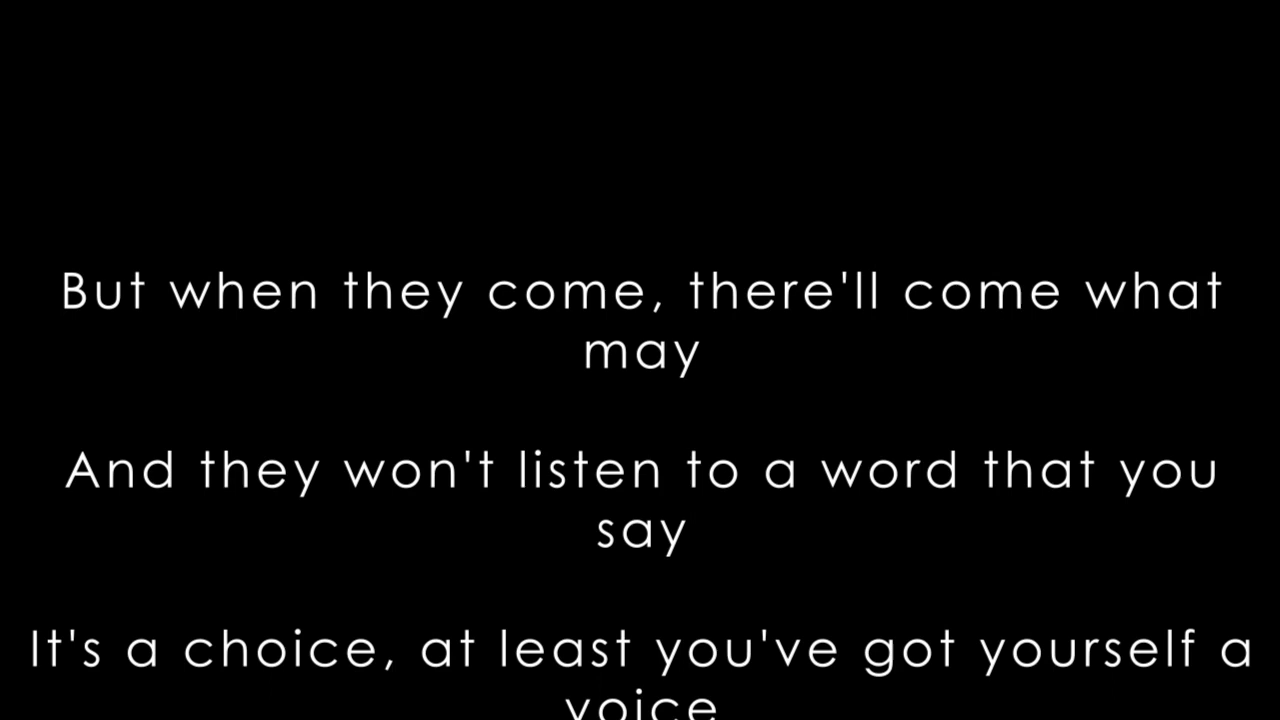 But when they come, there'll come what
may
And they won't listen to a word that you
say
It's a choice, at least you've got yourself a
voice